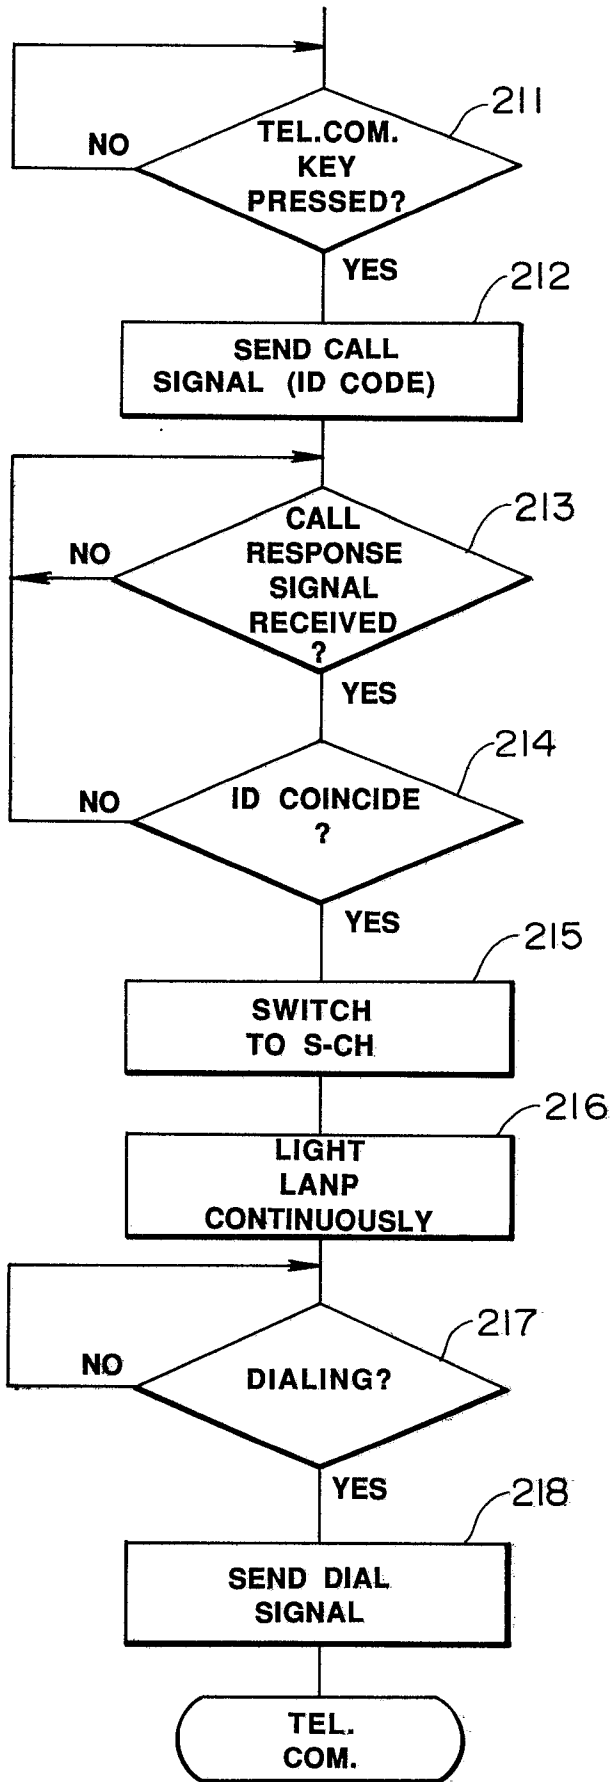 211
TEL.COM.
KEY
PRESSED?
NO
YES
212
SEND CALL
SIGNAL (ID CODE)
213
CALL
RESPONSE
SIGNAL
RECEIVED
?
NO
YES
214
ID COINCIDE
?
NO
YES
215
SWITCH
TO S-CH
216
LIGHT
LANP
CONTINUOUSLY
217
DIALING?
NO
YES
218
SEND DIAL
SIGNAL
TEL.
COM.